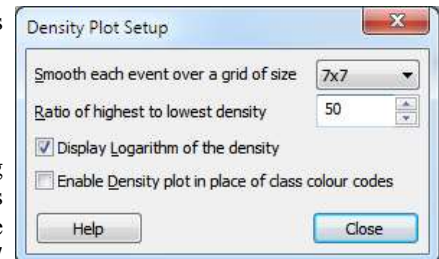 Density Plot Setup
Smooth each event over a grid of size 7x7
Ratio of highest to lowest density 50
Display Logarithm of the density
Enable Density plot in place of class colour codes
Help Close